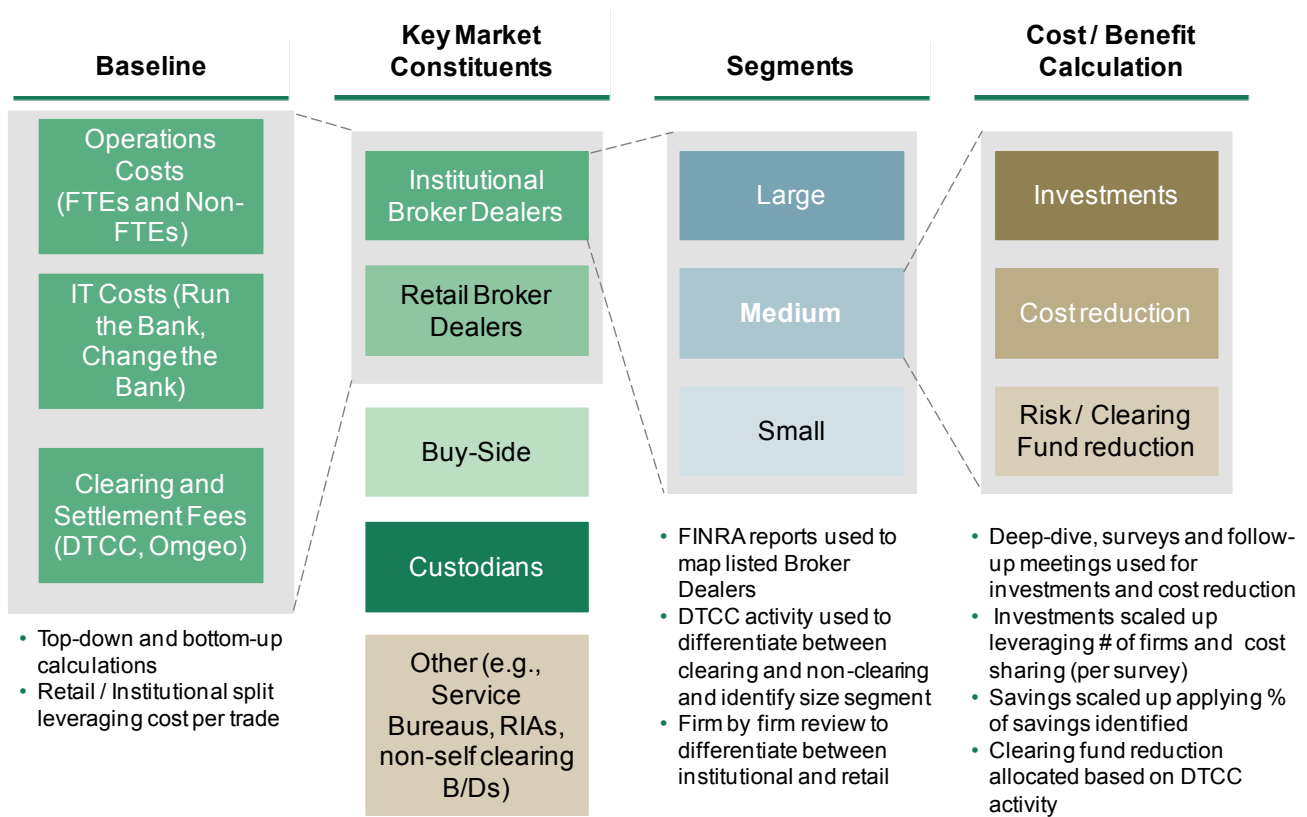 Baseline
Operations
Costs
(FTEs and Non-
FTEs)
IT Costs (Run
the Bank,
Change the
Bank)
Clearing and
Settlement Fees
(DTCC, Omgeo)
• Top-down and bottom-up
calculations
• Retail / Institutional split
leveraging cost per trade
Key Market
Constituents
Institutional
Broker Dealers
Retail Broker
Dealers
Buy-Side
Custodians
Other (e.g.,
Service
Bureaus, RIAs,
non-self clearing
B/Ds)
Segments
Large
Medium
Small
• FINRA reports used to
map listed Broker
Dealers
• DTCC activity used to
differentiate between
clearing and non-clearing
and identify size segment
• Firm by firm review to
differentiate between
institutional and retail
Cost / Benefit
Calculation
Investments
Cost reduction
Risk / Clearing
Fund reduction
• Deep-dive, surveys and follow-
up meetings used for
investments and cost reduction
• Investments scaled up
leveraging # of firms and cost
sharing (per survey)
• Savings scaled up applying %
of savings identified
• Clearing fund reduction
allocated based on DTCC
activity